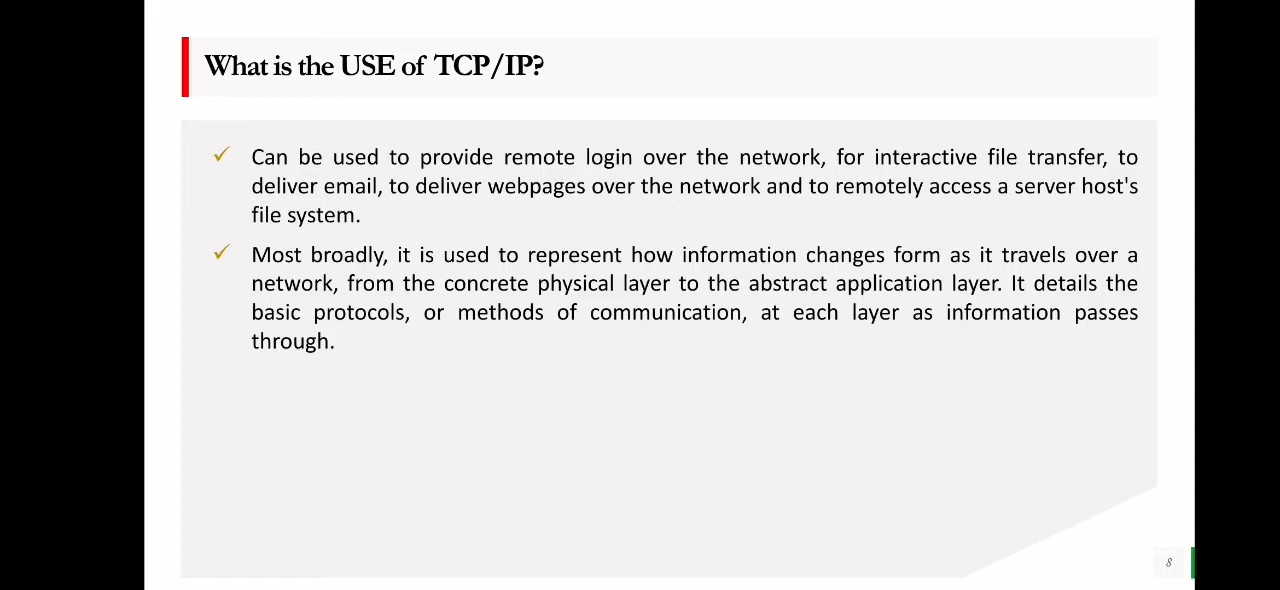 What is the USE of TCP/IP?
✓ Can be used to provide remote login over the network, for interactive file transfer, to
deliver email, to deliver webpages over the network and to remotely access a server host's
file system.
✓ Most broadly, it is used to represent how information changes form as it travels over a
network, from the concrete physical layer to the abstract application layer. It details the
basic protocols, or methods of communication, at each layer as information passes
through.
8